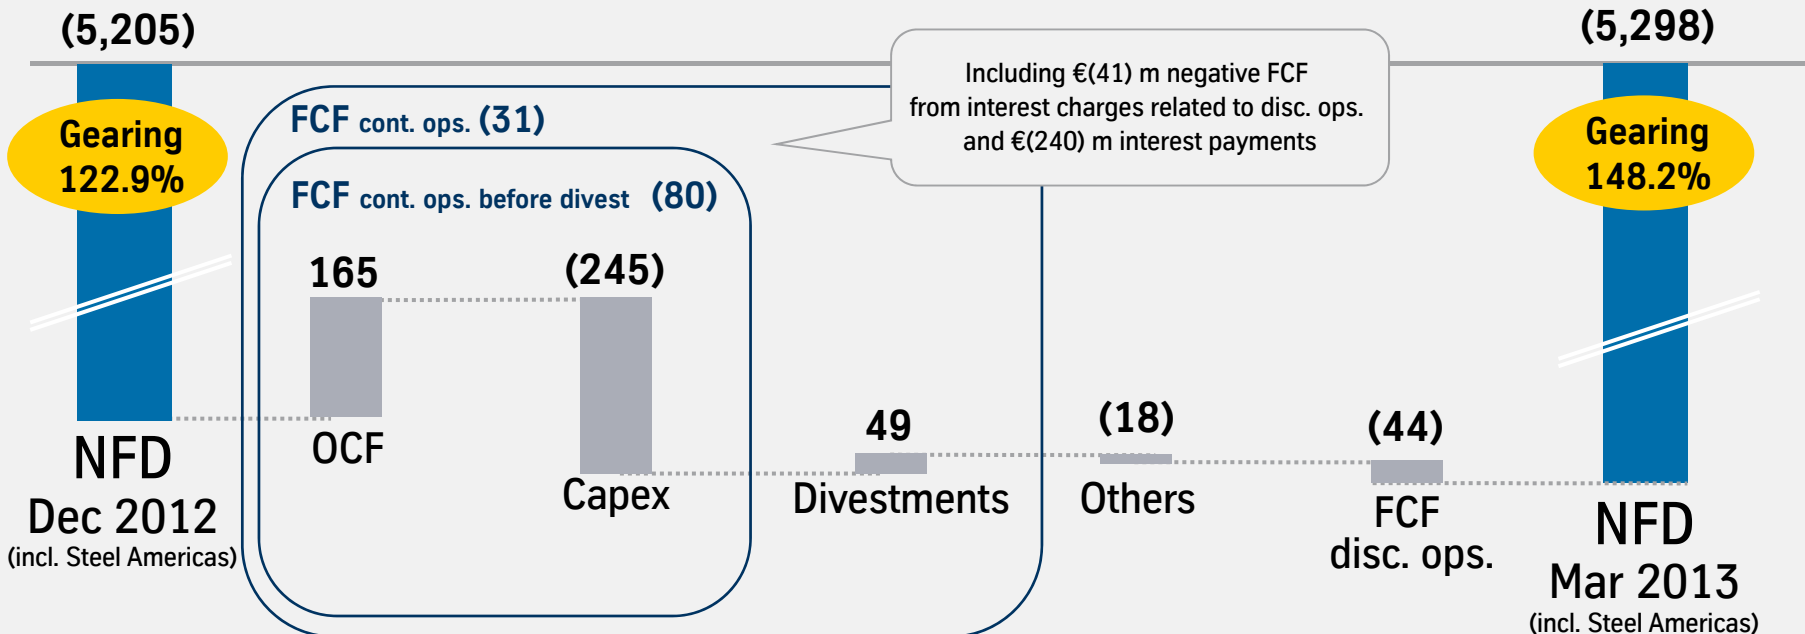 (5,205)
Gearing
122.9%
NFD
Dec 2012
(incl. Steel Americas)
FCF cont. ops. (31)
FCF cont. ops. before divest (80)
165
OCF
(245)
Capex
Including €(41) m negative FCF
from interest charges related to disc. ops.
and €(240) m interest payments
49
Divestments
(18)
Others
(44)
FCF
disc. ops.
(5,298)
Gearing
148.2%
NFD
Mar 2013
(incl. Steel Americas)